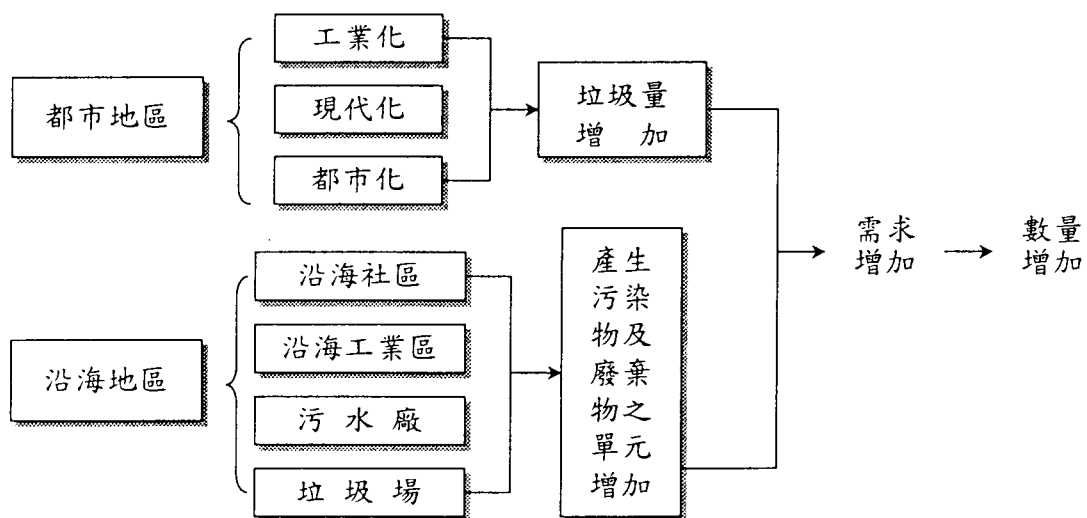 都市地區
工業化
現代化
都市化
垃圾量
增加
沿海地區
沿海社區
沿海工業區
污水廠
垃圾場
產生
污染
物及
廢棄
物之
單元
增加
需求
增加
數量
增加